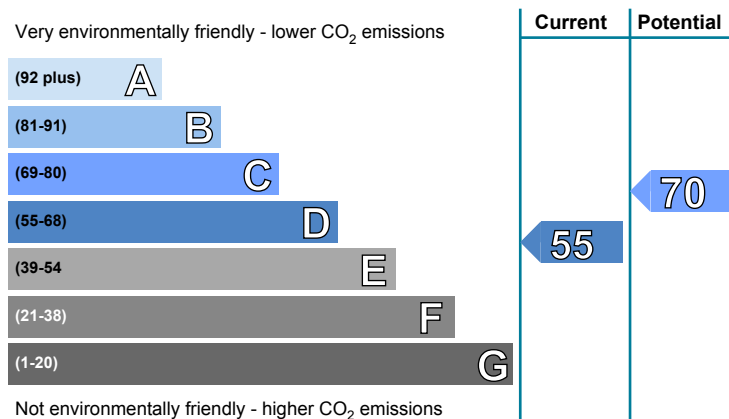 Very environmentally friendly - lower CO₂ emissions
Current
Potential
(92 plus) A
(81-91) B
(69-80) C
(55-68) D
(39-54 E
(21-38) F
(1-20) G
55
70
Not environmentally friendly - higher CO₂ emissions